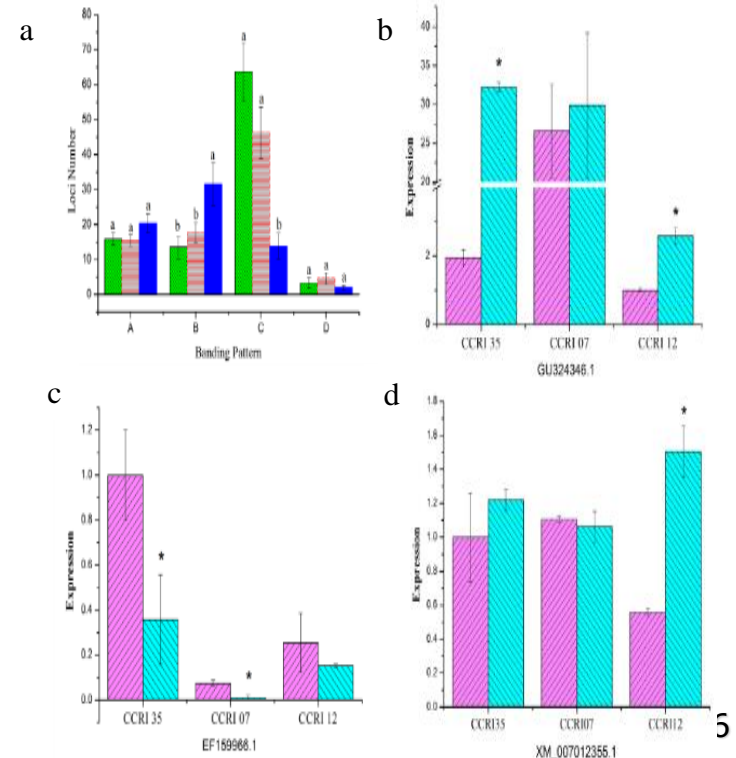 a
80
70
60
50
40
30
20
10
0
Loci Number
a a a
b b a
a a b
a a a
A B C D
Banding Pattern
b
40
35
30
25
20
2
0
Expression
*
*
CCRI 35 CCRI 07 CCRI 12
GU324346.1
c
1.2
1.0
0.8
0.6
0.4
0.2
0.0
Expression
*
*
CCRI 35 CCRI 07 CCRI 12
EF159966.1
d
1.8
1.6
1.4
1.2
1.0
0.8
0.6
0.4
0.2
0.0
Expression
*
CCRI35 CCRI07 CCRI12
XM_007012355.1